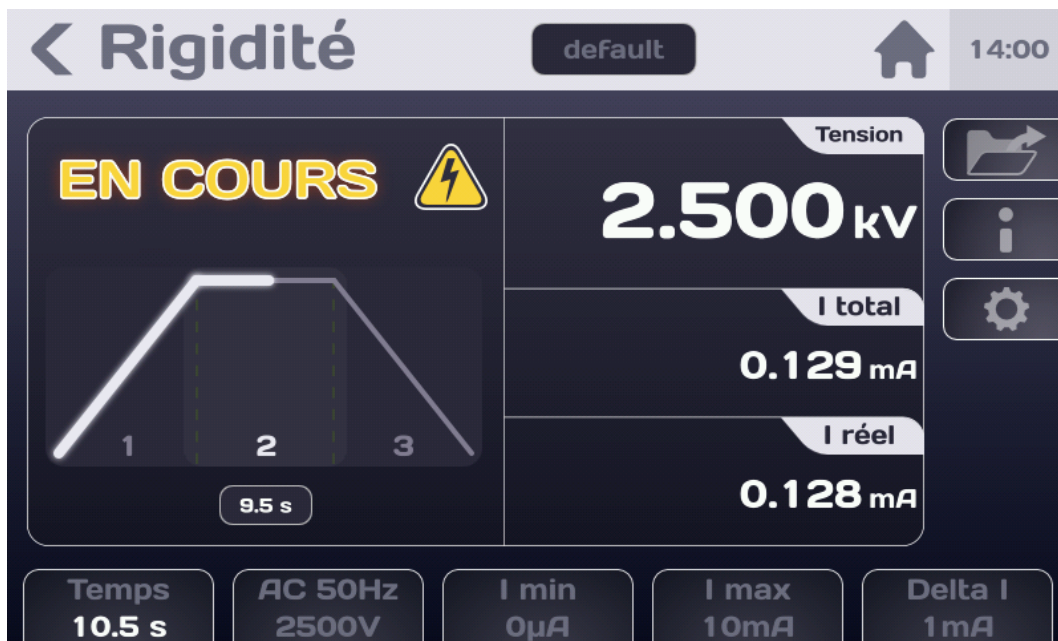 Rigidité
default
14:00
EN COURS
Tension
2.500 kV
I total
0.129 mA
I réel
0.128 mA
1
2
3
9.5 s
Temps
10.5 s
AC 50Hz
2500V
I min
0µA
I max
10mA
Delta I
1mA